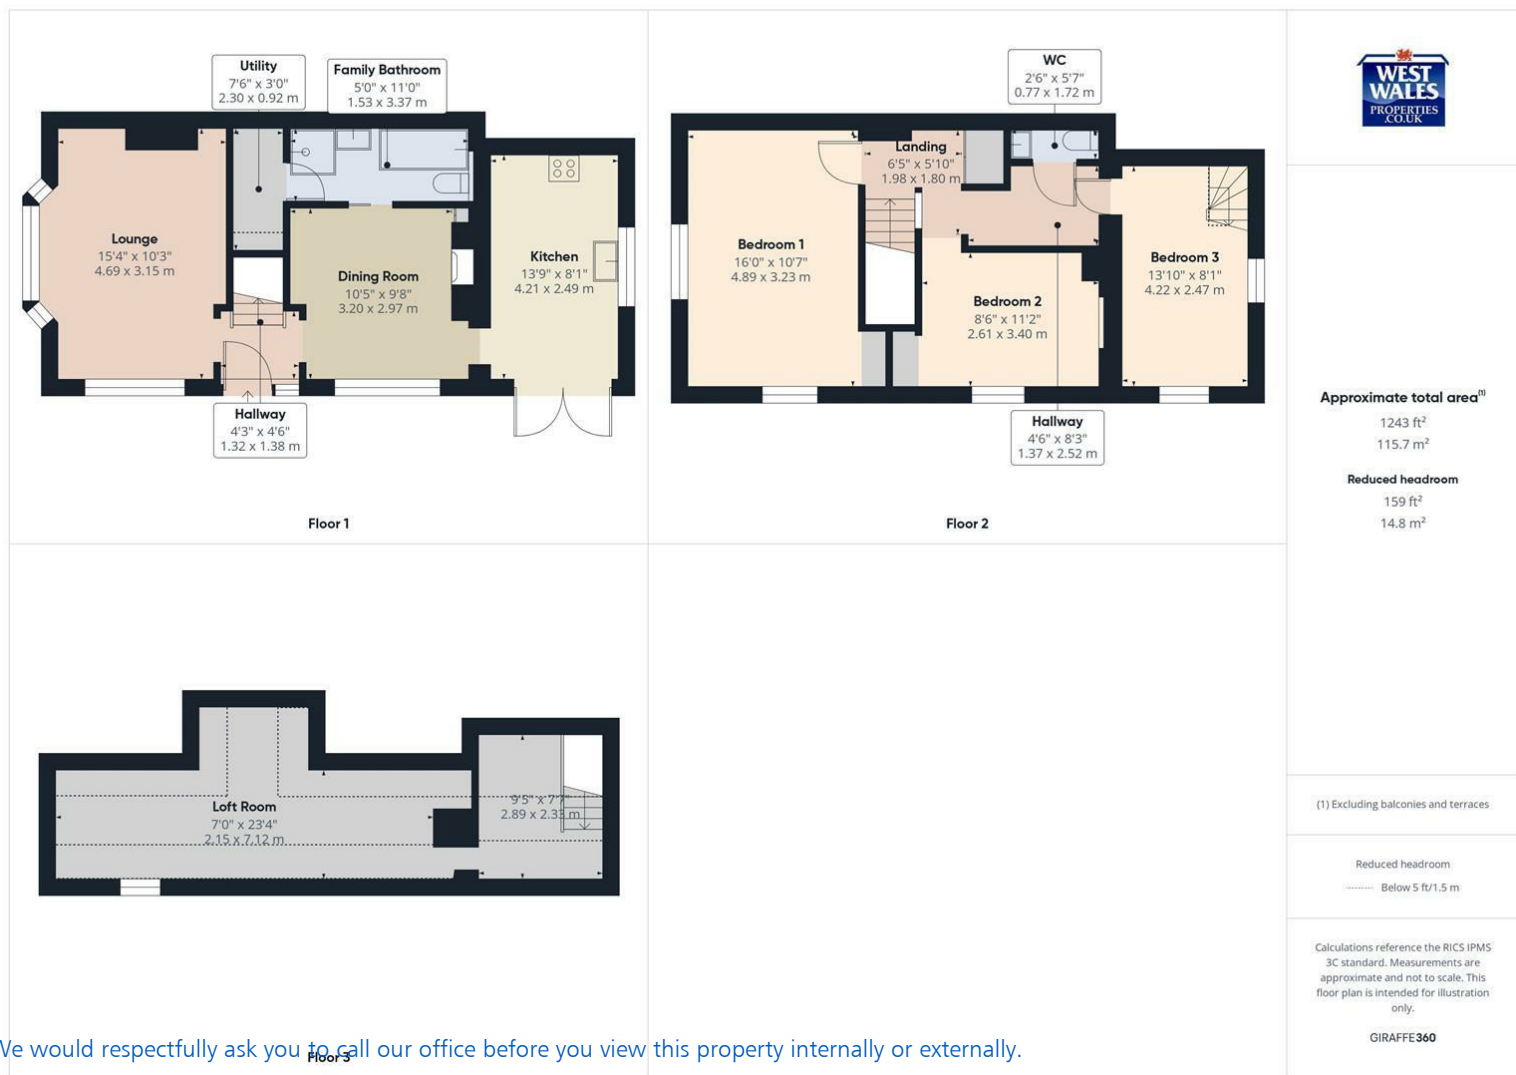 Utility
7'6" x 3'0"
2.30 x 0.92 m
Family Bathroom
5'0" x 11'0"
1.53 x 3.37 m
Lounge
15'4" x 10'3"
4.69 x 3.15 m
Dining Room
10'5" x 9'8"
3.20 x 2.97 m
Kitchen
13'9" x 8'1"
4.21 x 2.49 m
Hallway
4'3" x 4'6"
1.32 x 1.38 m
Floor 1
WC
2'6" x 5'7"
0.77 x 1.72 m
Landing
6'5" x 5'10"
1.98 x 1.80 m
Bedroom 1
16'0" x 10'7"
4.89 x 3.23 m
Bedroom 2
8'6" x 11'2"
2.61 x 3.40 m
Bedroom 3
13'10" x 8'1"
4.22 x 2.47 m
Hallway
4'6" x 8'3"
1.37 x 2.52 m
Floor 2
Loft Room
7'0" x 23'4"
2.15 x 7.12 m
9'5" x 7'7"
2.89 x 2.33 m
Floor 3
We would respectfully ask you to call our office before you view this property internally or externally.
WEST
WALES
PROPERTIES
.CO.UK
Approximate total area(1)
1243 ft²
115.7 m²
Reduced headroom
159 ft²
14.8 m²
(1) Excluding balconies and terraces
Reduced headroom
Below 5 ft/1.5 m
Calculations reference the RICS IPMS
3C standard. Measurements are
approximate and not to scale. This
floor plan is intended for illustration
only.
GIRAFFE360